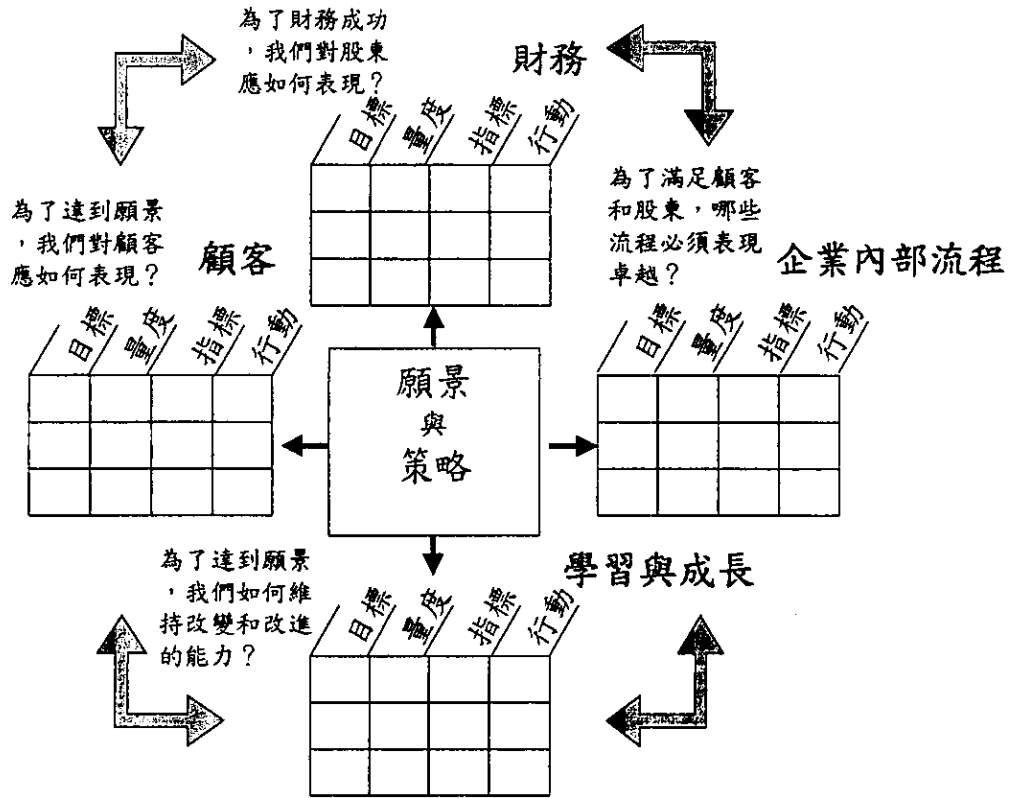 為了財務成功
，我們對股東
應如何表現？
財務
目標
量度
指標
行動
為了達到願景
，我們對顧客
應如何表現？
顧客
目標
量度
指標
行動
為了滿足顧客
和股東，哪些
流程必須表現
卓越？
企業內部流程
目標
量度
指標
行動
願景
與
策略
為了達到願景
，我們如何維
持改變和改進
的能力？
學習與成長
目標
量度
指標
行動